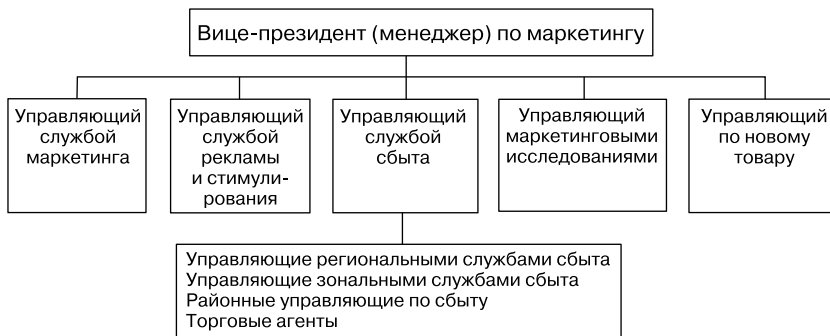 Вице-президент (менеджер) по маркетингу
Управляющий
службой
маркетинга
Управляющий
службой
рекламы
и стимули-
рования
Управляющий
службой
сбыта
Управляющий
маркетинговыми
исследованиями
Управляющий
по новому
товару
Управляющие региональными службами сбыта
Управляющие зональными службами сбыта
Районные управляющие по сбыту
Торговые агенты